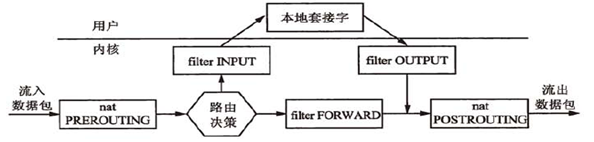 用户
本地套接字
内核
filter INPUT
filter OUTPUT
流入
数据包
nat
PREROUTING
路由
决策
filter FORWARD
nat
POSTROUTING
流出
数据包